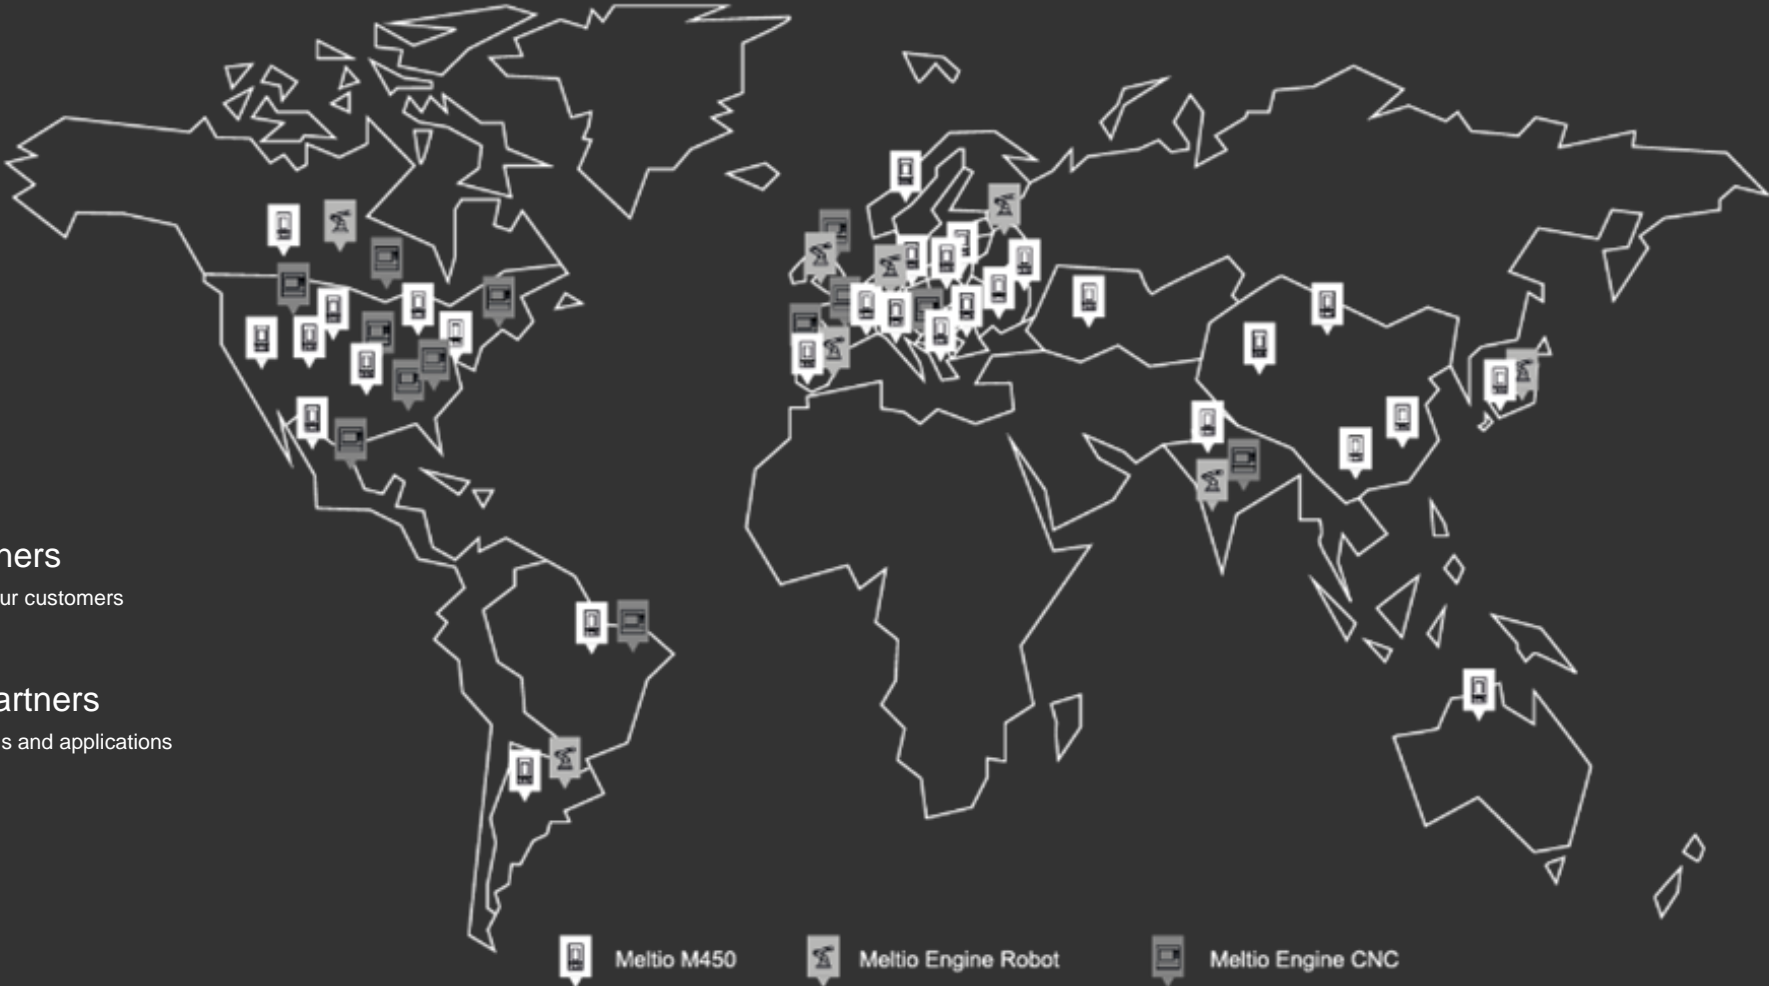 ners
ur customers
artners
s and applications
Meltio M450
Meltio Engine Robot
Meltio Engine CNC